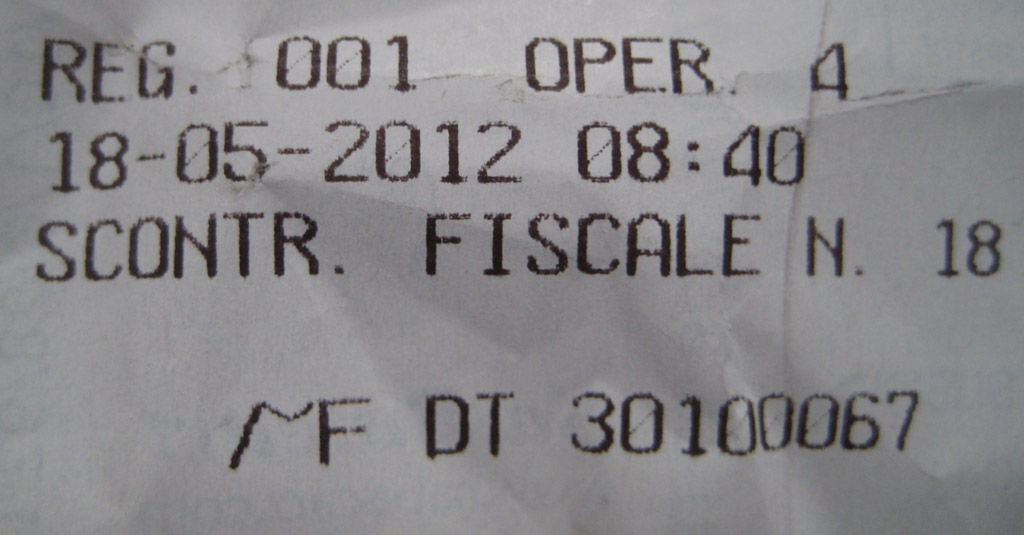 REG. 001 OPER. 4
18-05-2012 08:40
SCONTR. FISCALE N. 18
MF DT 30100067